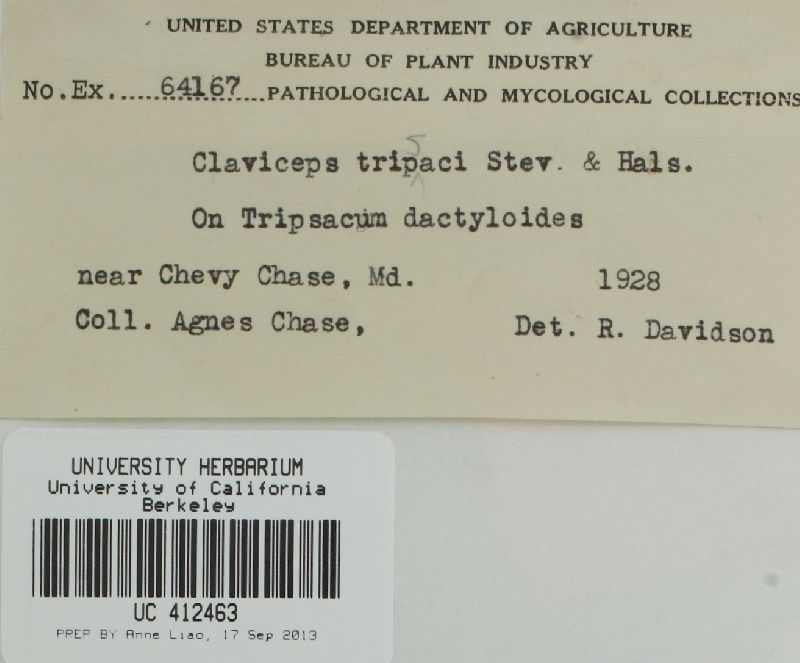 UNITED STATES DEPARTMENT OF AGRICULTURE
BUREAU OF PLANT INDUSTRY
No.Ex. 64167 PATHOLOGICAL AND MYCOLOGICAL COLLECTIONS
S
Claviceps tripaci Stev. & Hals.
On Tripsacum dactyloides
near Chevy Chase, Md. 1928
Coll. Agnes Chase, Det. R. Davidson
UNIVERSITY HERBARIUM
University of California
Berkeley
UC 412463
PREP BY Anne Liao, 17 Sep 2013